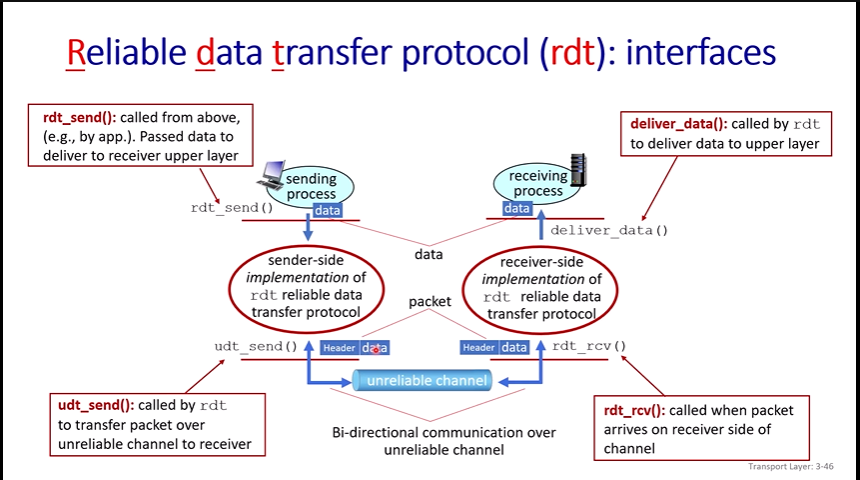 Reliable data transfer protocol (rdt): interfaces
rdt_send(): called from above,
(e.g., by app.). Passed data to
deliver to receiver upper layer
deliver_data(): called by rdt
to deliver data to upper layer
sending
process
receiving
process
rdt_send()
data
data
deliver_data()
data
sender-side
implementation of
rdt reliable data
transfer protocol
receiver-side
implementation of
rdt reliable data
transfer protocol
packet
udt_send()
Header data
Header data
rdt_rcv()
unreliable channel
udt_send(): called by rdt
to transfer packet over
unreliable channel to receiver
Bi-directional communication over
unreliable channel
rdt_rcv(): called when packet
arrives on receiver side of
channel
Transport Layer: 3-46